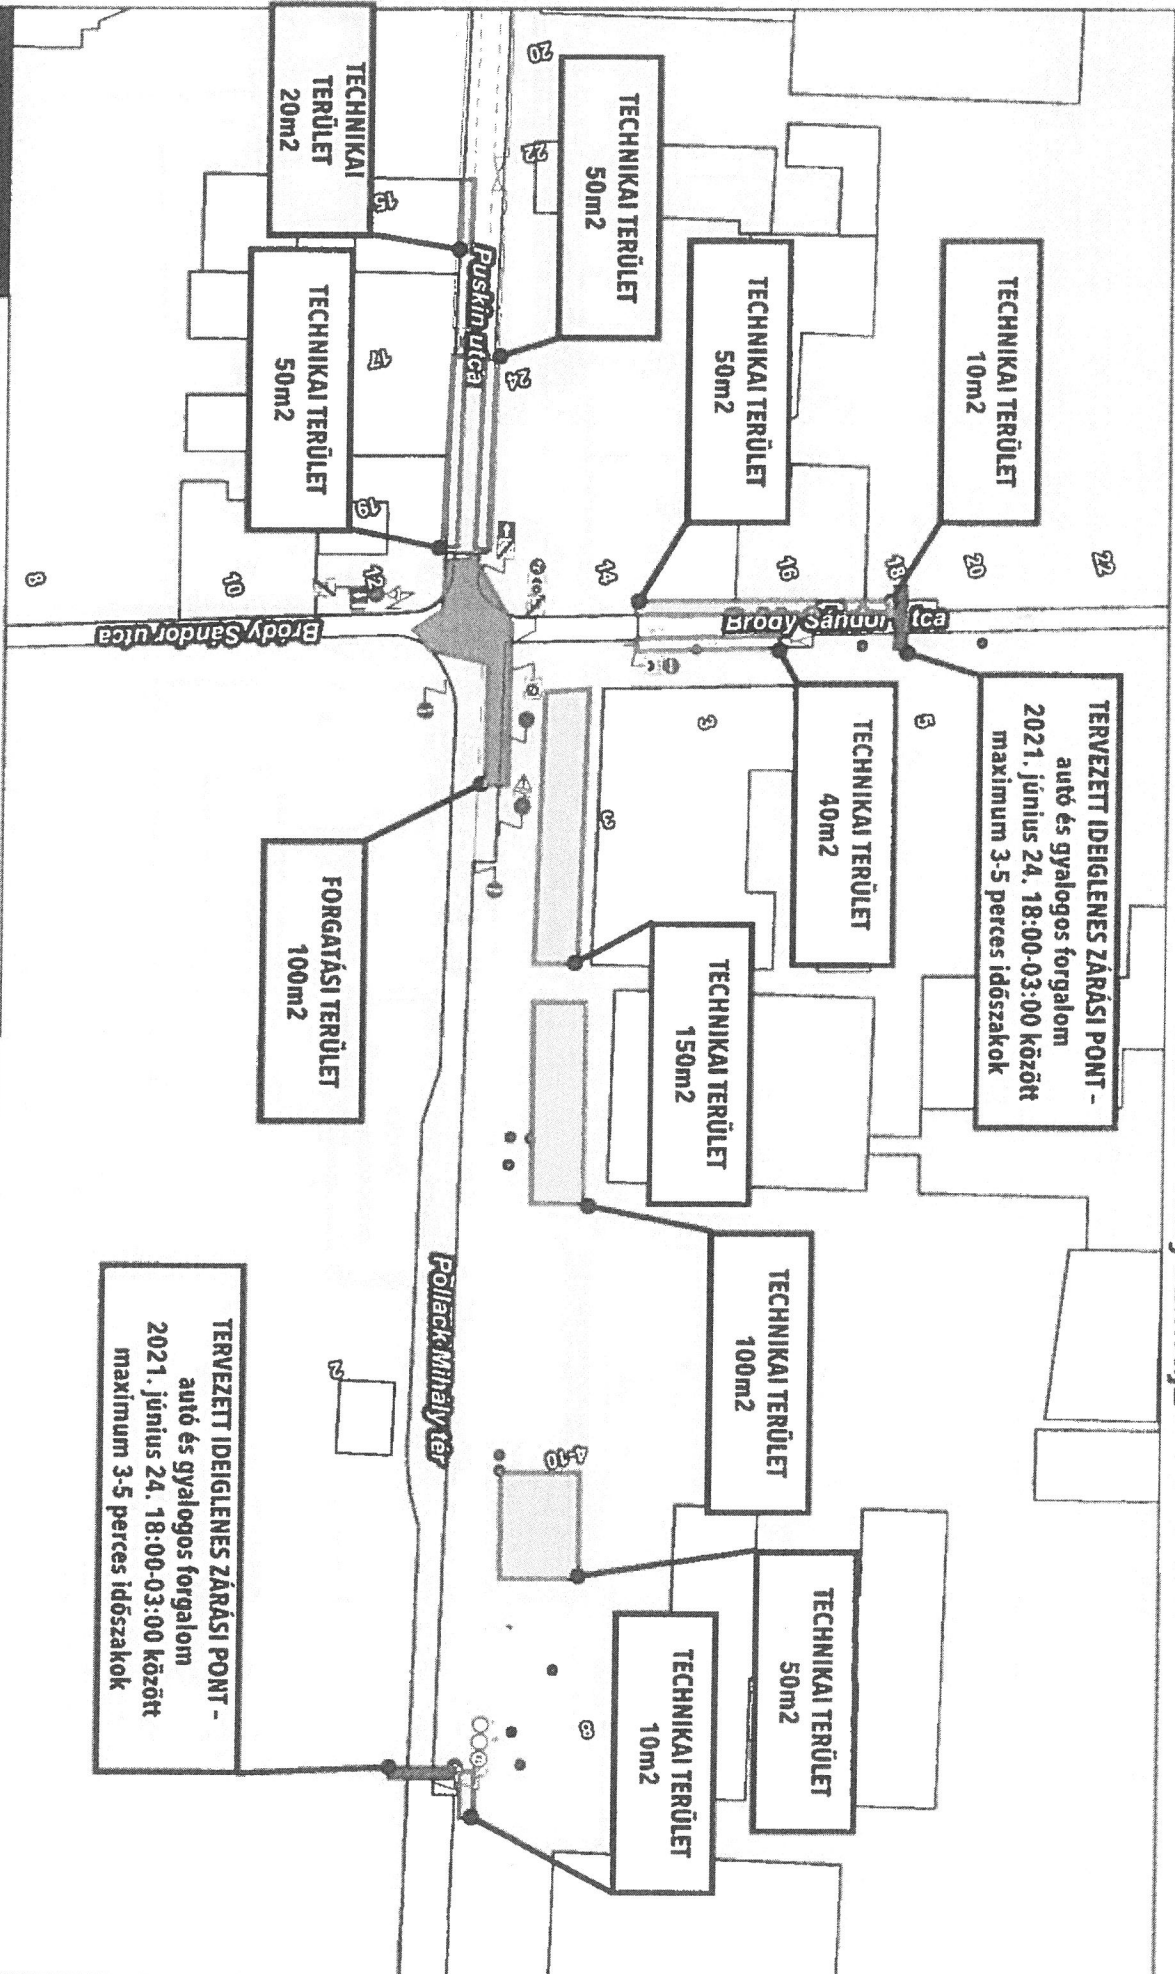 TERVEZETT IDEIGLENES ZÁRÁSI PONT -
autó és gyalogos forgalom
2021. június 24. 18:00-03:00 között
maximum 3-5 perces időszakok
TECHNIKAI TERÜLET
10m2
TECHNIKAI TERÜLET
50m2
TECHNIKAI TERÜLET
50m2
TECHNIKAI
TERÜLET
20m2
TECHNIKAI TERÜLET
50m2
TECHNIKAI TERÜLET
40m2
TECHNIKAI TERÜLET
150m2
TECHNIKAI TERÜLET
100m2
TECHNIKAI TERÜLET
50m2
TECHNIKAI TERÜLET
10m2
FORGATÁSI TERÜLET
100m2
TERVEZETT IDEIGLENES ZÁRÁSI PONT -
autó és gyalogos forgalom
2021. június 24. 18:00-03:00 között
maximum 3-5 perces időszakok
Puskin utca
Bródy Sándor utca
Bródy Sándor utca
Pollack Mihály tér
20
22
24
15
17
19
8
10
12
14
16
18
20
22
3
5
3
2
4-10
8